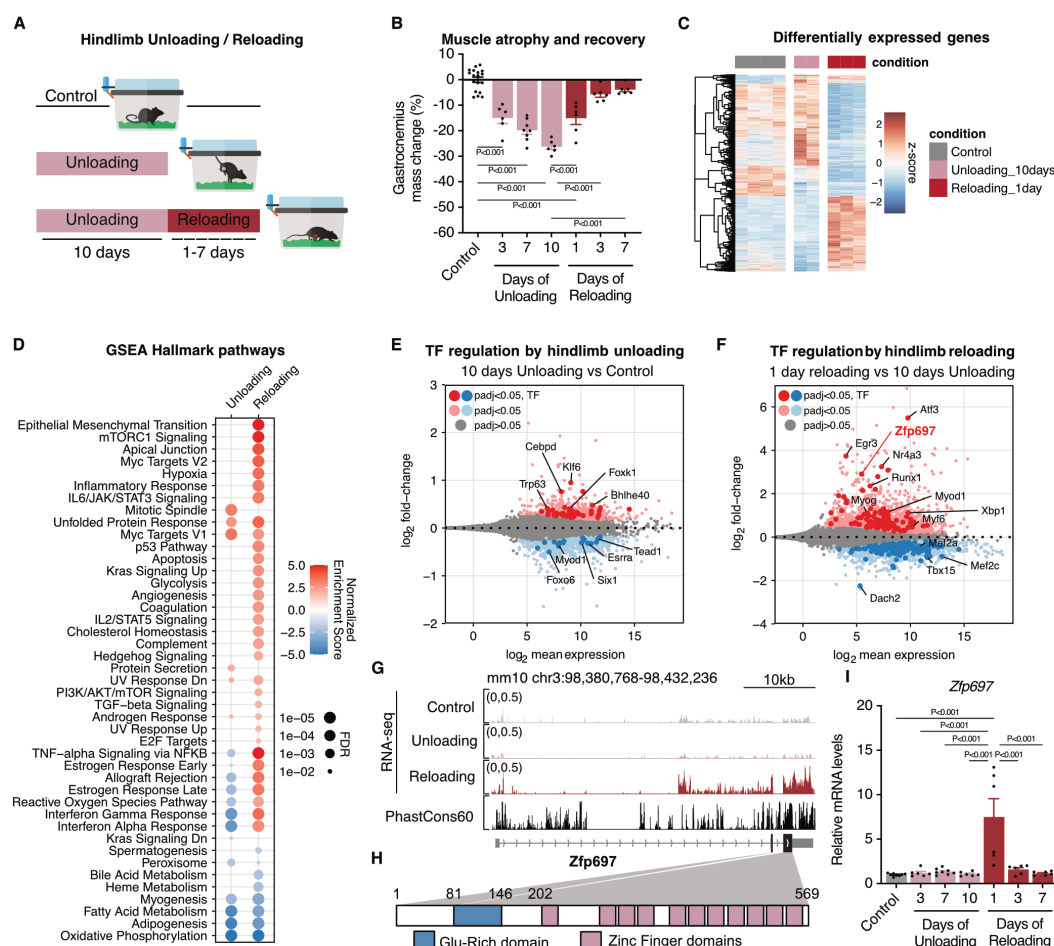 A
Hindlimb Unloading / Reloading
Control
Unloading
Unloading
Reloading
10 days
1-7 days
B
Muscle atrophy and recovery
Gastrocnemius
mass change (%)
10
0
-10
-20
-30
-40
-50
-60
P<0.001
P<0.001
P<0.001
P<0.001
P<0.001
P<0.001
P<0.001
Control
3
7
10
1
3
7
Days of
Unloading
Days of
Reloading
C
Differentially expressed genes
condition
2
1
0
−1
−2
z-score
condition
Control
Unloading_10days
Reloading_1day
D
GSEA Hallmark pathways
Unloading
Reloading
Epithelial Mesenchymal Transition
mTORC1 Signaling
Apical Junction
Myc Targets V2
Hypoxia
Inflammatory Response
IL6/JAK/STAT3 Signaling
Mitotic Spindle
Unfolded Protein Response
Myc Targets V1
p53 Pathway
Apoptosis
Kras Signaling Up
Glycolysis
Angiogenesis
Coagulation
IL2/STAT5 Signaling
Cholesterol Homeostasis
Complement
Hedgehog Signaling
Protein Secretion
UV Response Dn
PI3K/AKT/mTOR Signaling
TGF-beta Signaling
Androgen Response
UV Response Up
E2F Targets
TNF-alpha Signaling via NFKB
Estrogen Response Early
Allograft Rejection
Estrogen Response Late
Reactive Oxygen Species Pathway
Interferon Gamma Response
Interferon Alpha Response
Kras Signaling Dn
Spermatogenesis
Peroxisome
Bile Acid Metabolism
Heme Metabolism
Myogenesis
Fatty Acid Metabolism
Adipogenesis
Oxidative Phosphorylation
5.0
2.5
0.0
−2.5
−5.0
Normalized
Enrichment Score
1e−05
1e−04
1e−03
1e−02
FDR
E
TF regulation by hindlimb unloading
10 days Unloading vs Control
log2 fold−change
3
2
1
0
−1
−2
padj<0.05, TF
padj<0.05
padj>0.05
Cebpd
Klf6
Foxk1
Trp63
Bhlhe40
Myod1
Tead1
Esrra
Foxo6
Six1
0
5
10
15
log2 mean expression
F
TF regulation by hindlimb reloading
1 day reloading vs 10 days Unloading
log2 fold−change
6
4
2
0
−2
−4
padj<0.05, TF
padj<0.05
padj>0.05
Atf3
Zfp697
Egr3
Nr4a3
Runx1
Myog
Myod1
Xbp1
Myf6
Mef2a
Mef2c
Tbx15
Dach2
0
5
10
15
log2 mean expression
G
mm10 chr3:98,380,768-98,432,236
10kb
RNA-seq
Control
(0,0.5)
Unloading
(0,0.5)
Reloading
(0,0.5)
PhastCons60
Zfp697
H
1
81
146
202
569
Glu-Rich domain
Zinc Finger domains
I
Zfp697
Relative mRNA levels
20
15
10
5
0
P<0.001
P<0.001
P<0.001
P<0.001
P<0.001
P<0.001
Control
3
7
10
1
3
7
Days of
Unloading
Days of
Reloading